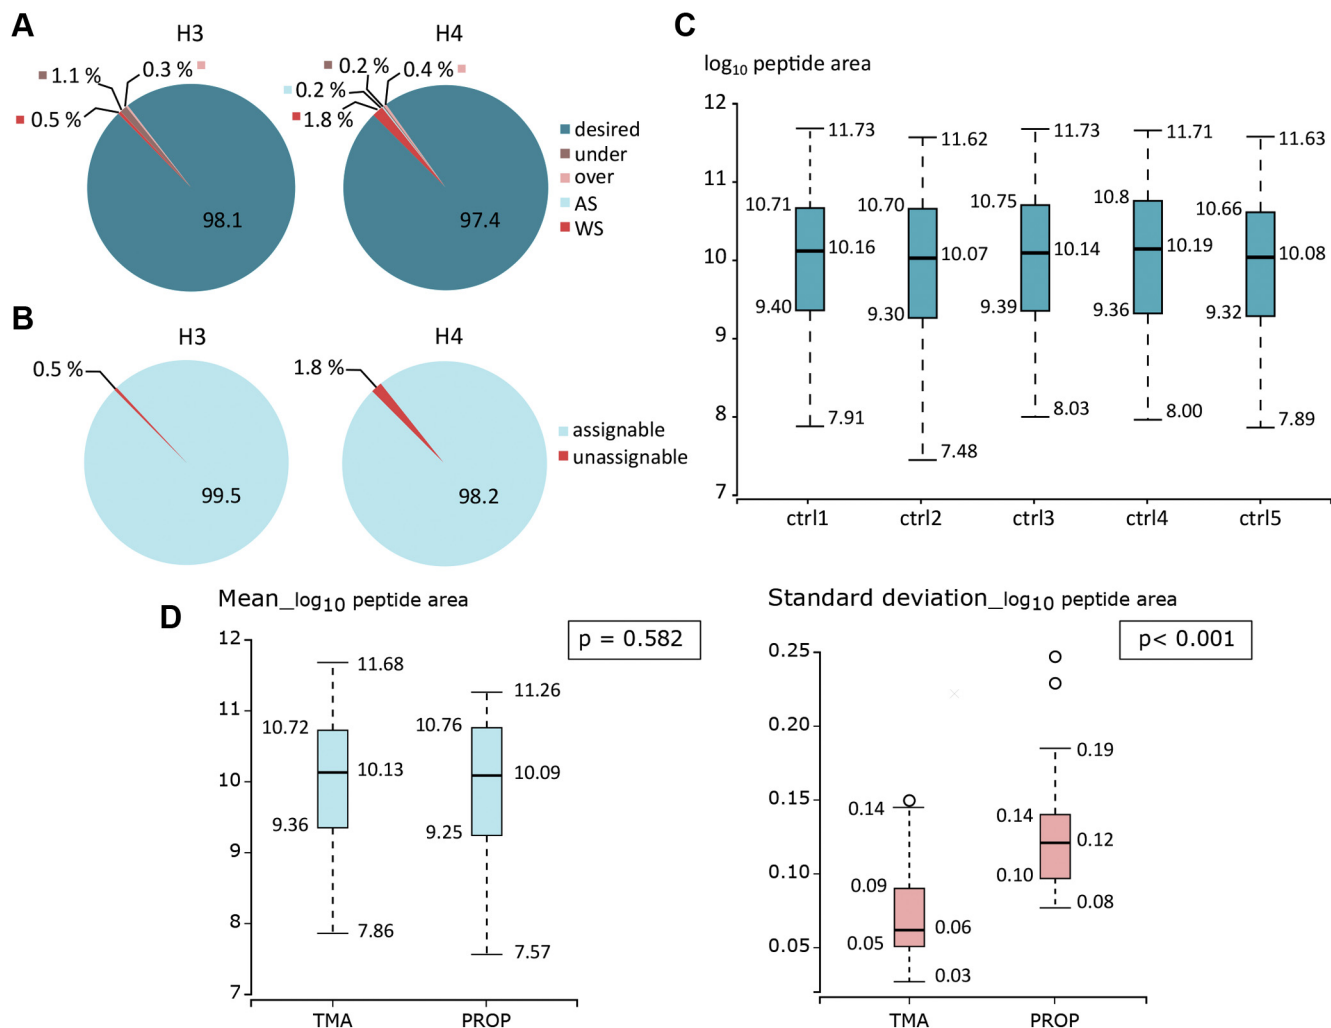 A
H3
H4
1.1 %
0.3 %
0.5 %
98.1
0.2 %
0.4 %
0.2 %
1.8 %
97.4
desired
under
over
AS
WS
B
H3
H4
0.5 %
99.5
1.8 %
98.2
assignable
unassignable
C
log10 peptide area
12
11
10
9
8
7
11.73
10.71
10.16
9.40
7.91
11.62
10.70
10.07
9.30
7.48
11.73
10.75
10.14
9.39
8.03
11.71
10.8
10.19
9.36
8.00
11.63
10.66
10.08
9.32
7.89
ctrl1
ctrl2
ctrl3
ctrl4
ctrl5
D
Mean_log10 peptide area
p = 0.582
12
11
10
9
8
7
11.68
10.72
10.13
9.36
7.86
11.26
10.76
10.09
9.25
7.57
TMA
PROP
Standard deviation_log10 peptide area
p< 0.001
0.25
0.20
0.15
0.10
0.05
0.14
0.09
0.06
0.05
0.03
0.19
0.14
0.12
0.10
0.08
TMA
PROP